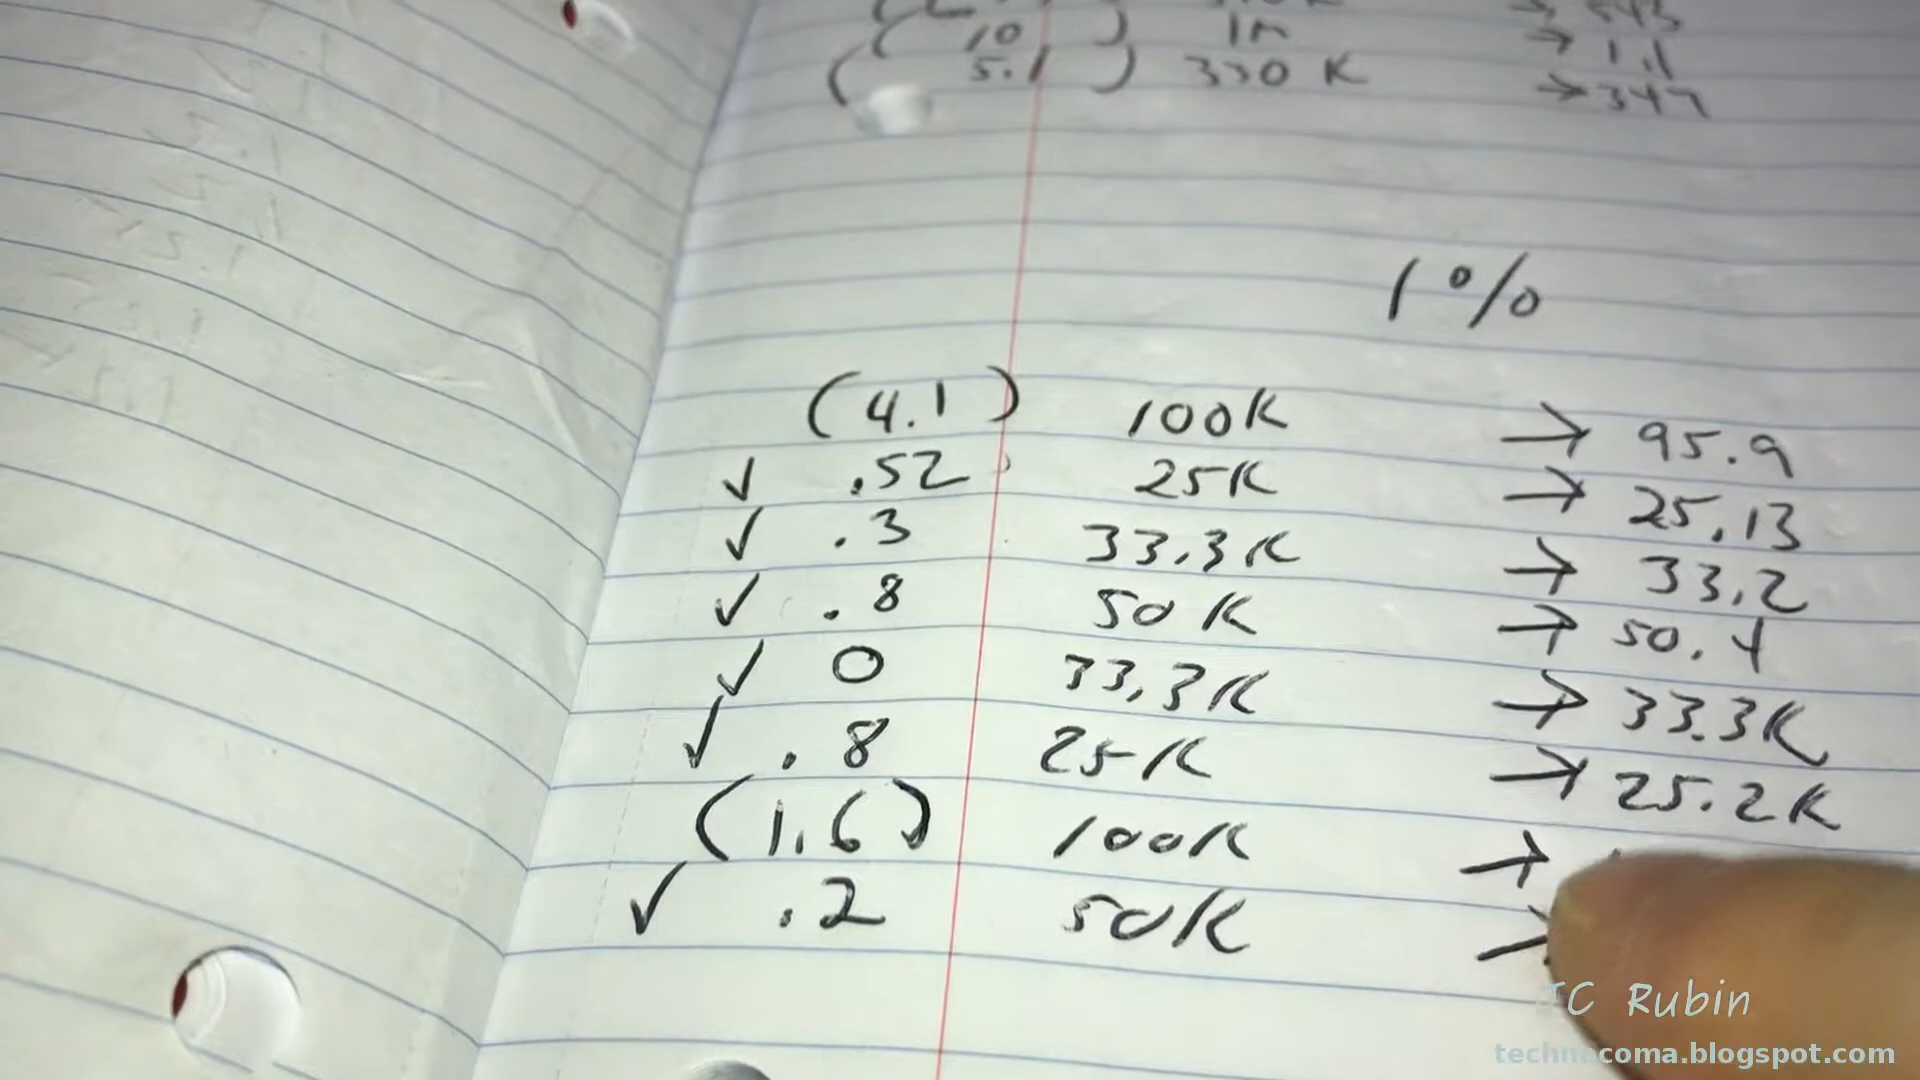 ( 10 ) 1m → 1.1
( 5.1 ) 330 K → 347
1%
(4.1) 100K → 95.9
✓ .52 25K → 25.13
✓ .3 33.3K → 33.2
✓ .8 50K → 50.4
✓ 0 33.3K → 33.3K
✓ .8 25K → 25.2K
(1.6) 100K →
✓ .2 50K →
JC Rubin
technacoma.blogspot.com